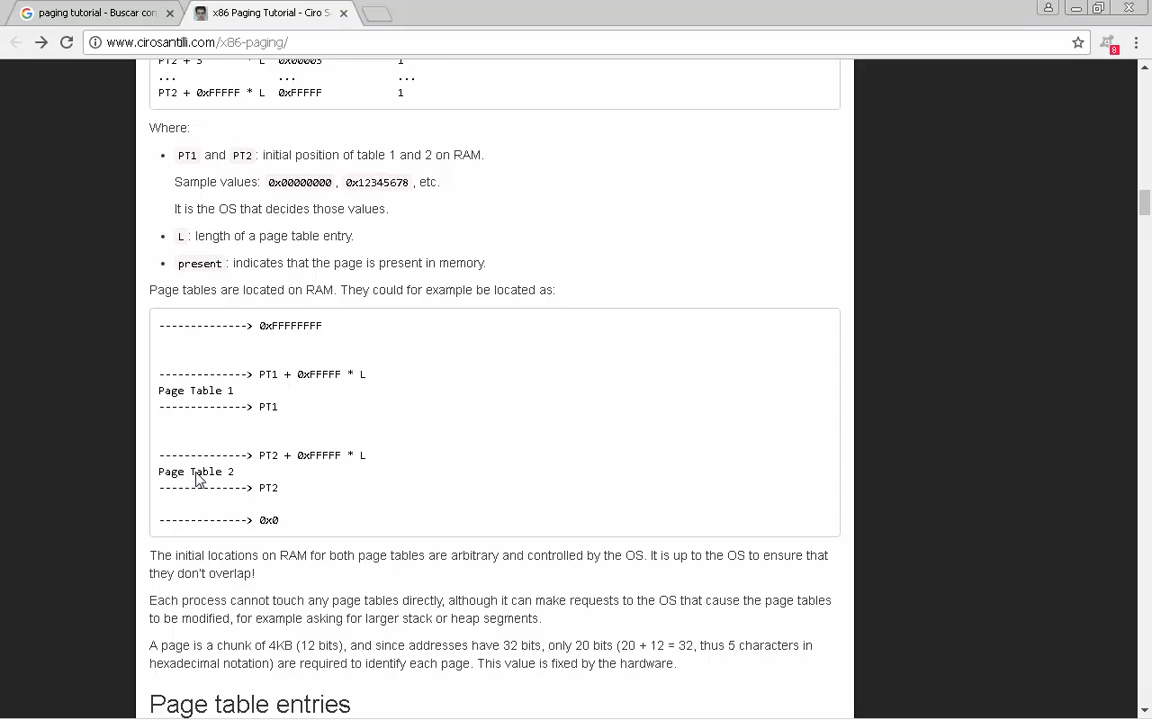 paging tutorial - Buscar con
x86 Paging Tutorial - Ciro S
www.cirosantilli.com/x86-paging/
8
PT2 + 3 * L 0x00003 1
... ... ...
PT2 + 0xFFFFF * L 0xFFFFF 1
Where:
• PT1 and PT2 : initial position of table 1 and 2 on RAM.
Sample values: 0x00000000 , 0x12345678 , etc.
It is the OS that decides those values.
• L : length of a page table entry.
• present : indicates that the page is present in memory.
Page tables are located on RAM. They could for example be located as:
--------------> 0xFFFFFFFF
--------------> PT1 + 0xFFFFF * L
Page Table 1
--------------> PT1
--------------> PT2 + 0xFFFFF * L
Page Table 2
--------------> PT2
--------------> 0x0
The initial locations on RAM for both page tables are arbitrary and controlled by the OS. It is up to the OS to ensure that
they don't overlap!
Each process cannot touch any page tables directly, although it can make requests to the OS that cause the page tables
to be modified, for example asking for larger stack or heap segments.
A page is a chunk of 4KB (12 bits), and since addresses have 32 bits, only 20 bits (20 + 12 = 32, thus 5 characters in
hexadecimal notation) are required to identify each page. This value is fixed by the hardware.
Page table entries